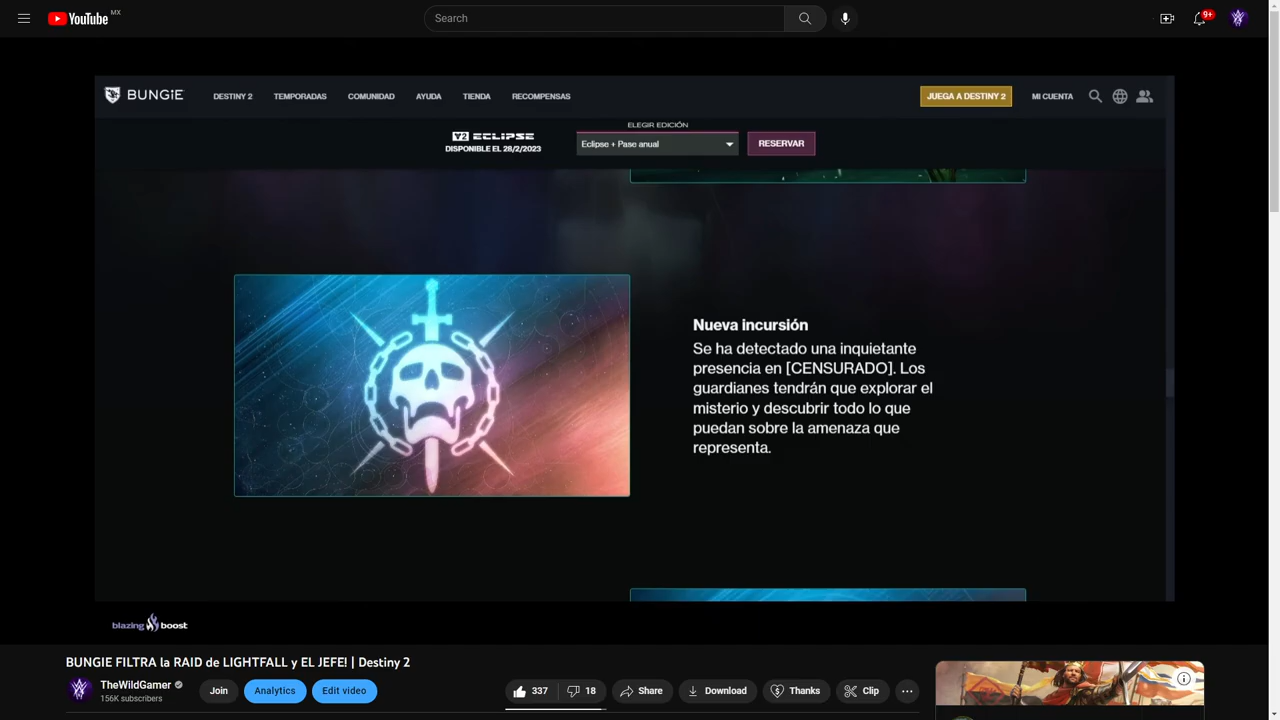 YouTube MX
Search
9+
BUNGiE
DESTINY 2
TEMPORADAS
COMUNIDAD
AYUDA
TIENDA
RECOMPENSAS
JUEGA A DESTINY 2
MI CUENTA
ELEGIR EDICIÓN
ECLIPSE
DISPONIBLE EL 28/2/2023
Eclipse + Pase anual
RESERVAR
Nueva incursión
Se ha detectado una inquietante
presencia en [CENSURADO]. Los
guardianes tendrán que explorar el
misterio y descubrir todo lo que
puedan sobre la amenaza que
representa.
blazing boost
BUNGIE FILTRA la RAID de LIGHTFALL y EL JEFE! | Destiny 2
TheWildGamer
156K subscribers
Join
Analytics
Edit video
337
18
Share
Download
Thanks
Clip